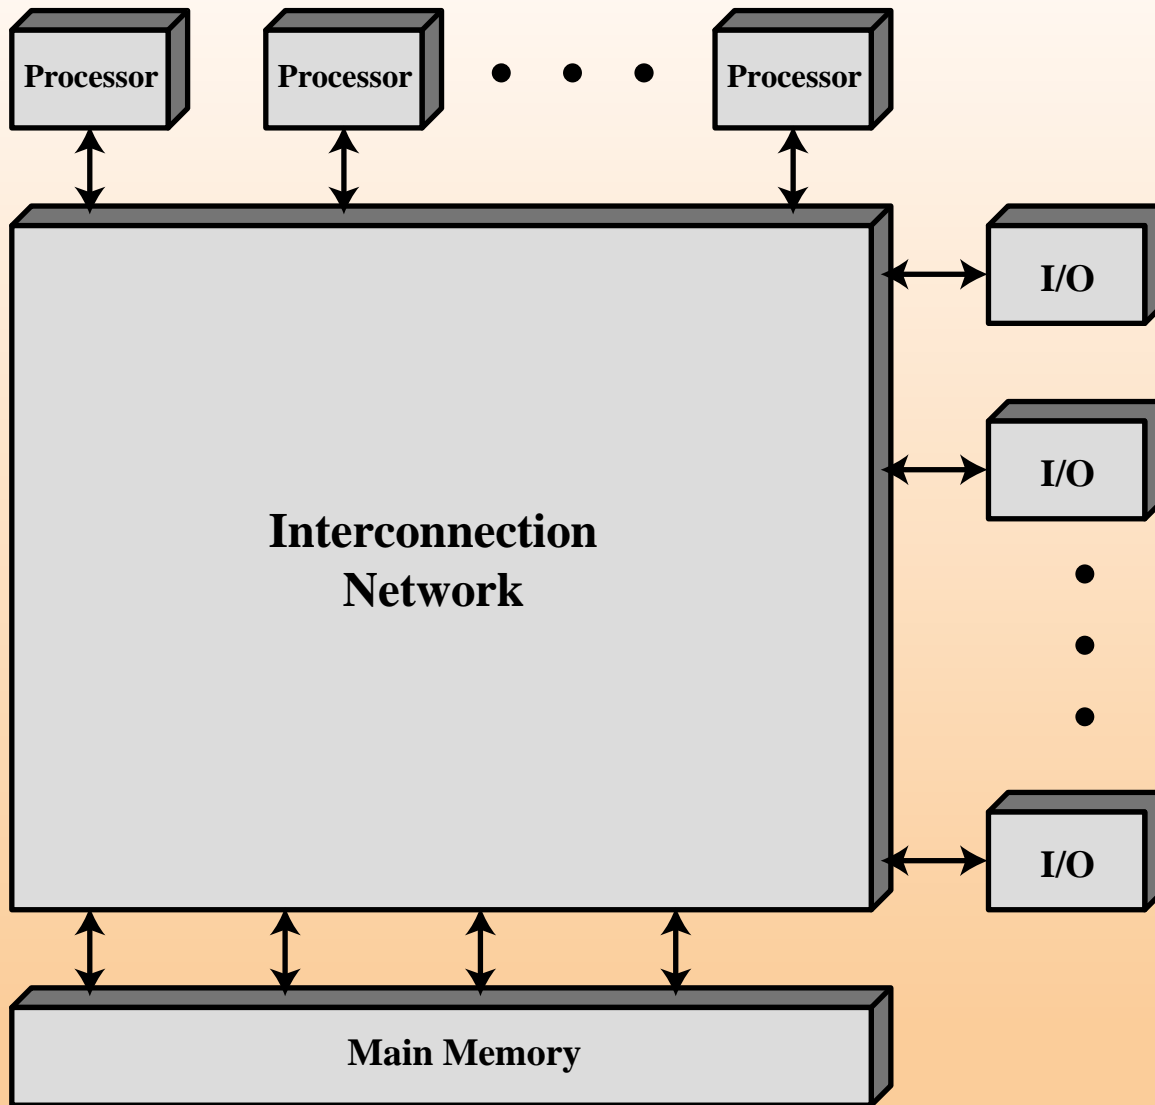 Processor
Processor
Processor
I/O
I/O
Interconnection
Network
I/O
Main Memory